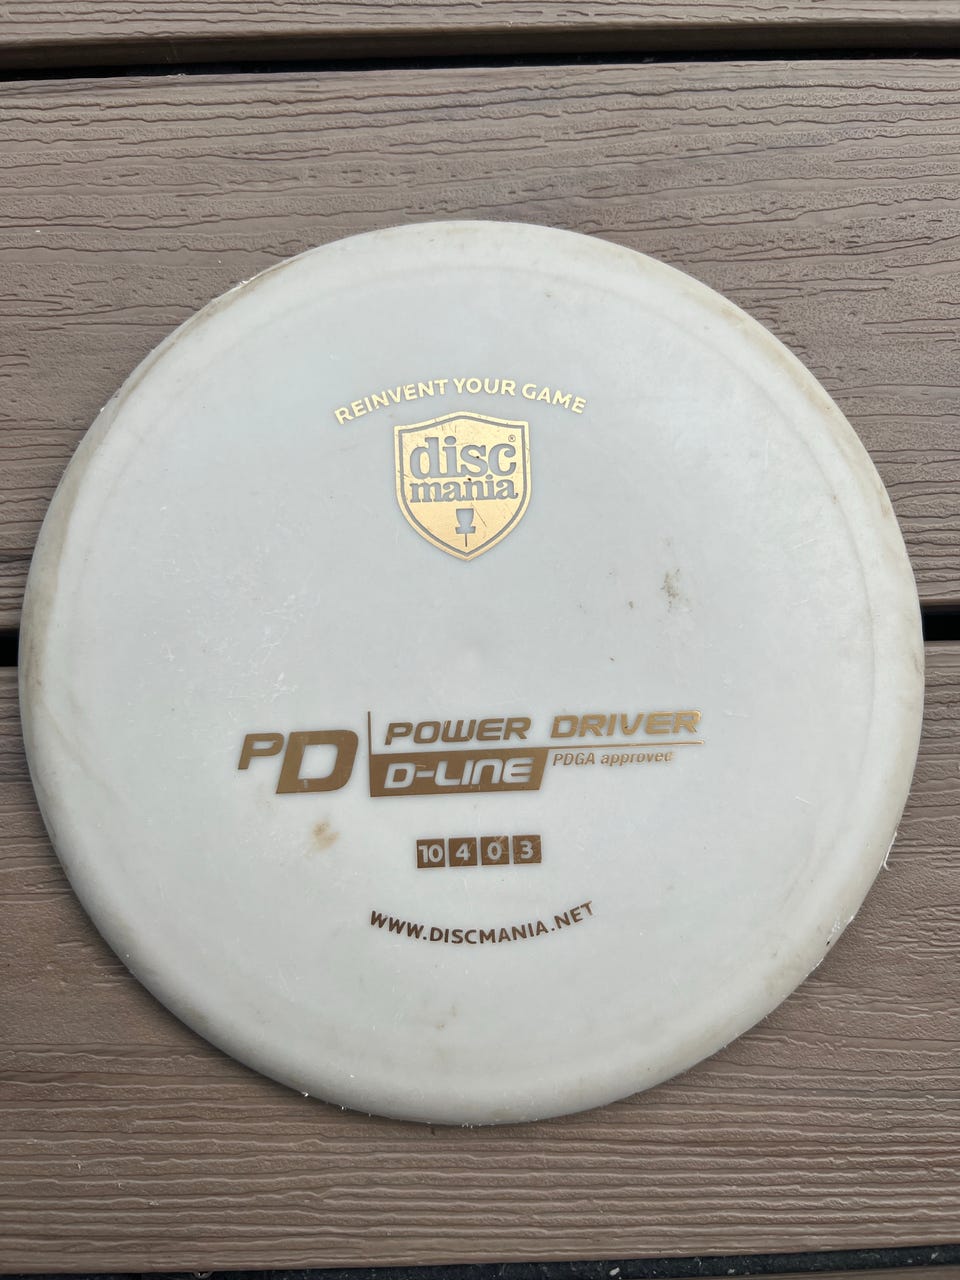 REINVENT YOUR GAME
disc®
mania
PD POWER DRIVER
D-LINE PDGA approved
10 4 0 3
WWW.DISCMANIA.NET